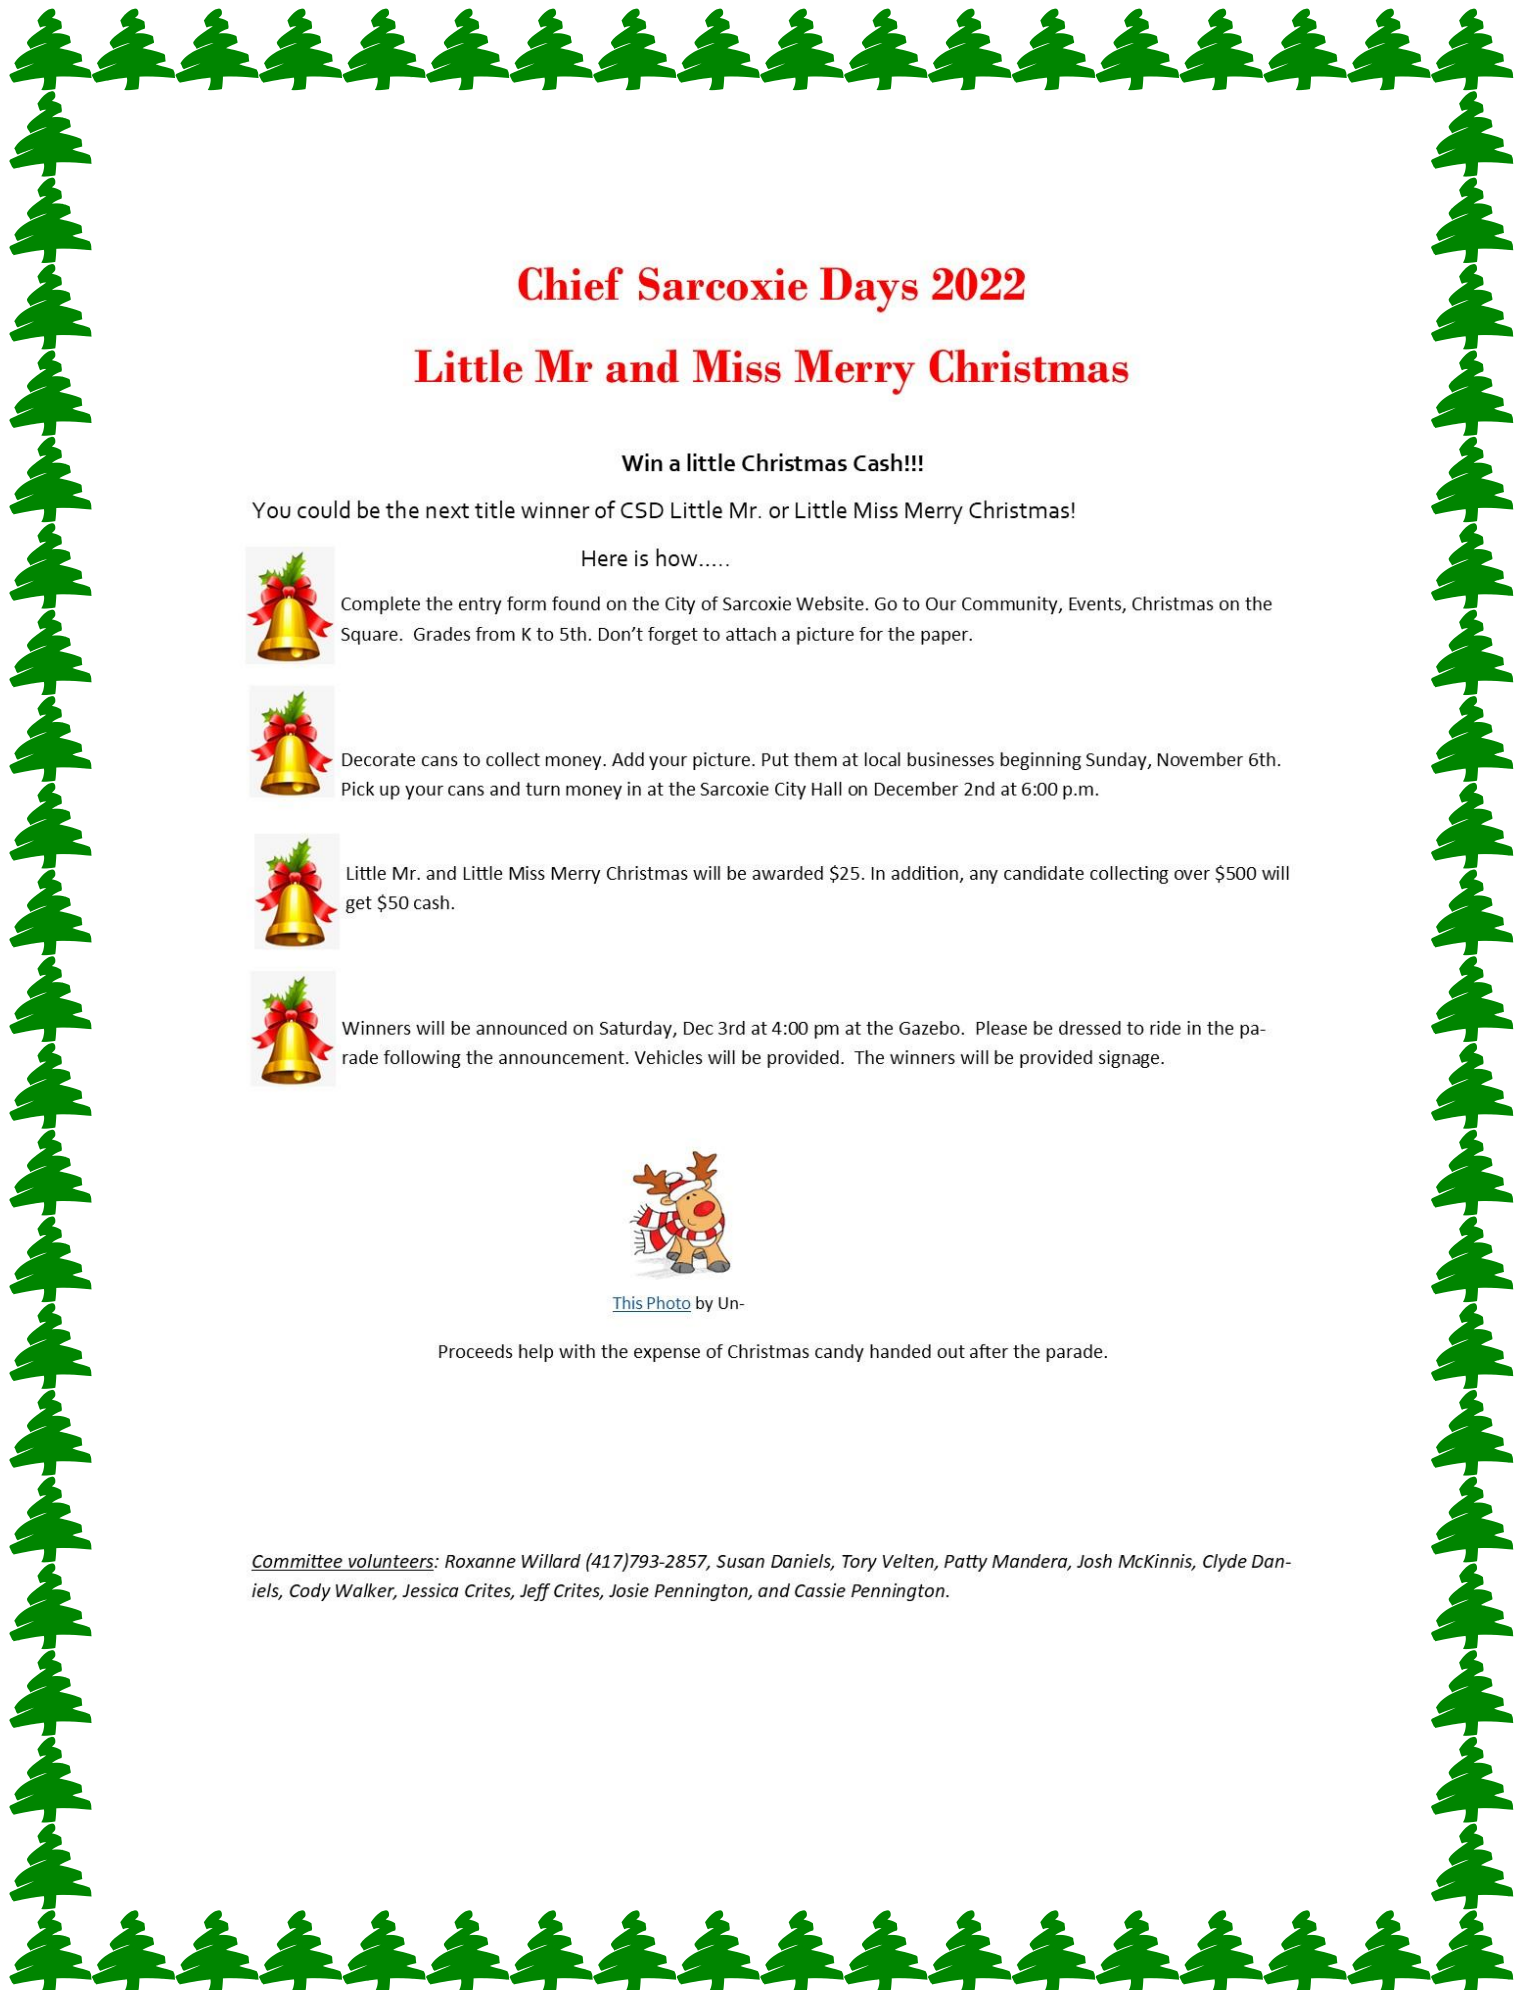 Chief Sarcoxie Days 2022
Little Mr and Miss Merry Christmas
Win a little Christmas Cash!!!
You could be the next title winner of CSD Little Mr. or Little Miss Merry Christmas!
Here is how.....
Complete the entry form found on the City of Sarcoxie Website. Go to Our Community, Events, Christmas on the
Square.  Grades from K to 5th. Don’t forget to attach a picture for the paper.
Decorate cans to collect money. Add your picture. Put them at local businesses beginning Sunday, November 6th.
Pick up your cans and turn money in at the Sarcoxie City Hall on December 2nd at 6:00 p.m.
Little Mr. and Little Miss Merry Christmas will be awarded $25. In addition, any candidate collecting over $500 will
get $50 cash.
Winners will be announced on Saturday, Dec 3rd at 4:00 pm at the Gazebo.  Please be dressed to ride in the pa-
rade following the announcement. Vehicles will be provided.  The winners will be provided signage.
This Photo by Un-
Proceeds help with the expense of Christmas candy handed out after the parade.
Committee volunteers: Roxanne Willard (417)793-2857, Susan Daniels, Tory Velten, Patty Mandera, Josh McKinnis, Clyde Dan-
iels, Cody Walker, Jessica Crites, Jeff Crites, Josie Pennington, and Cassie Pennington.